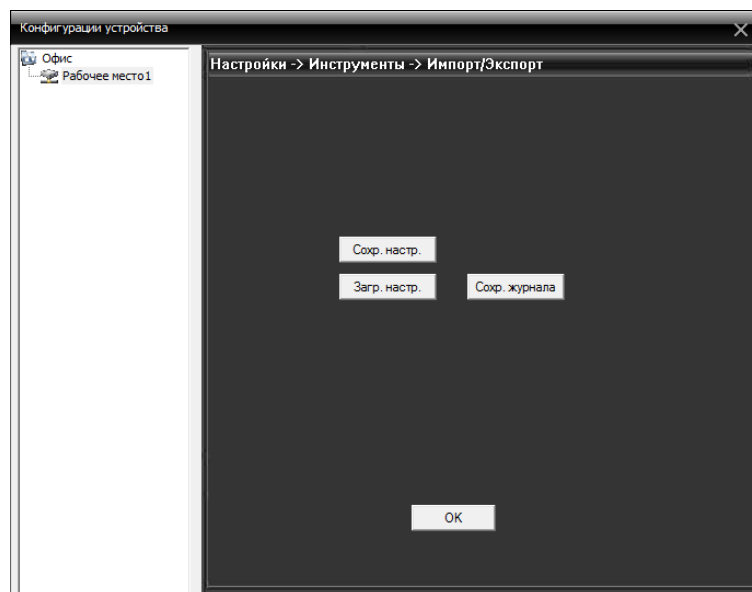 Конфигурации устройства
Офис
Рабочее место1
Настройки -> Инструменты -> Импорт/Экспорт
Сохр. настр.
Загр. настр.
Сохр. журнала
OK